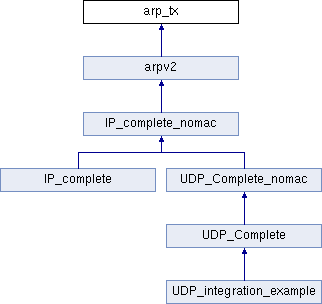 arp_tx
arpv2
IP_complete_nomac
IP_complete
UDP_Complete_nomac
UDP_Complete
UDP_integration_example